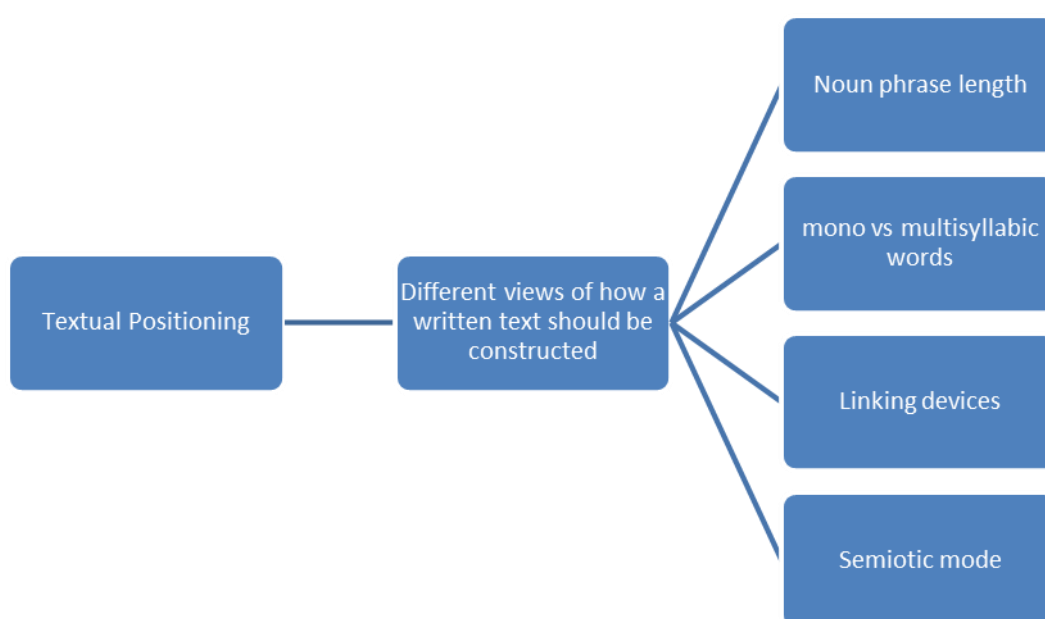 Textual Positioning
Different views of how a
written text should be
constructed
Noun phrase length
mono vs multisyllabic
words
Linking devices
Semiotic mode